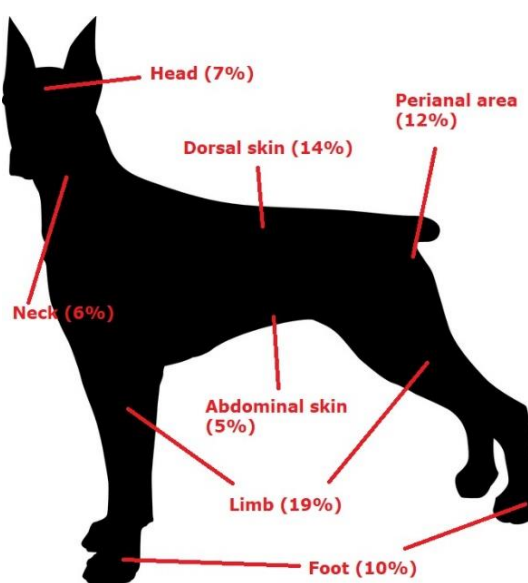 Head (7%)
Perianal area
(12%)
Dorsal skin (14%)
Neck (6%)
Abdominal skin
(5%)
Limb (19%)
Foot (10%)